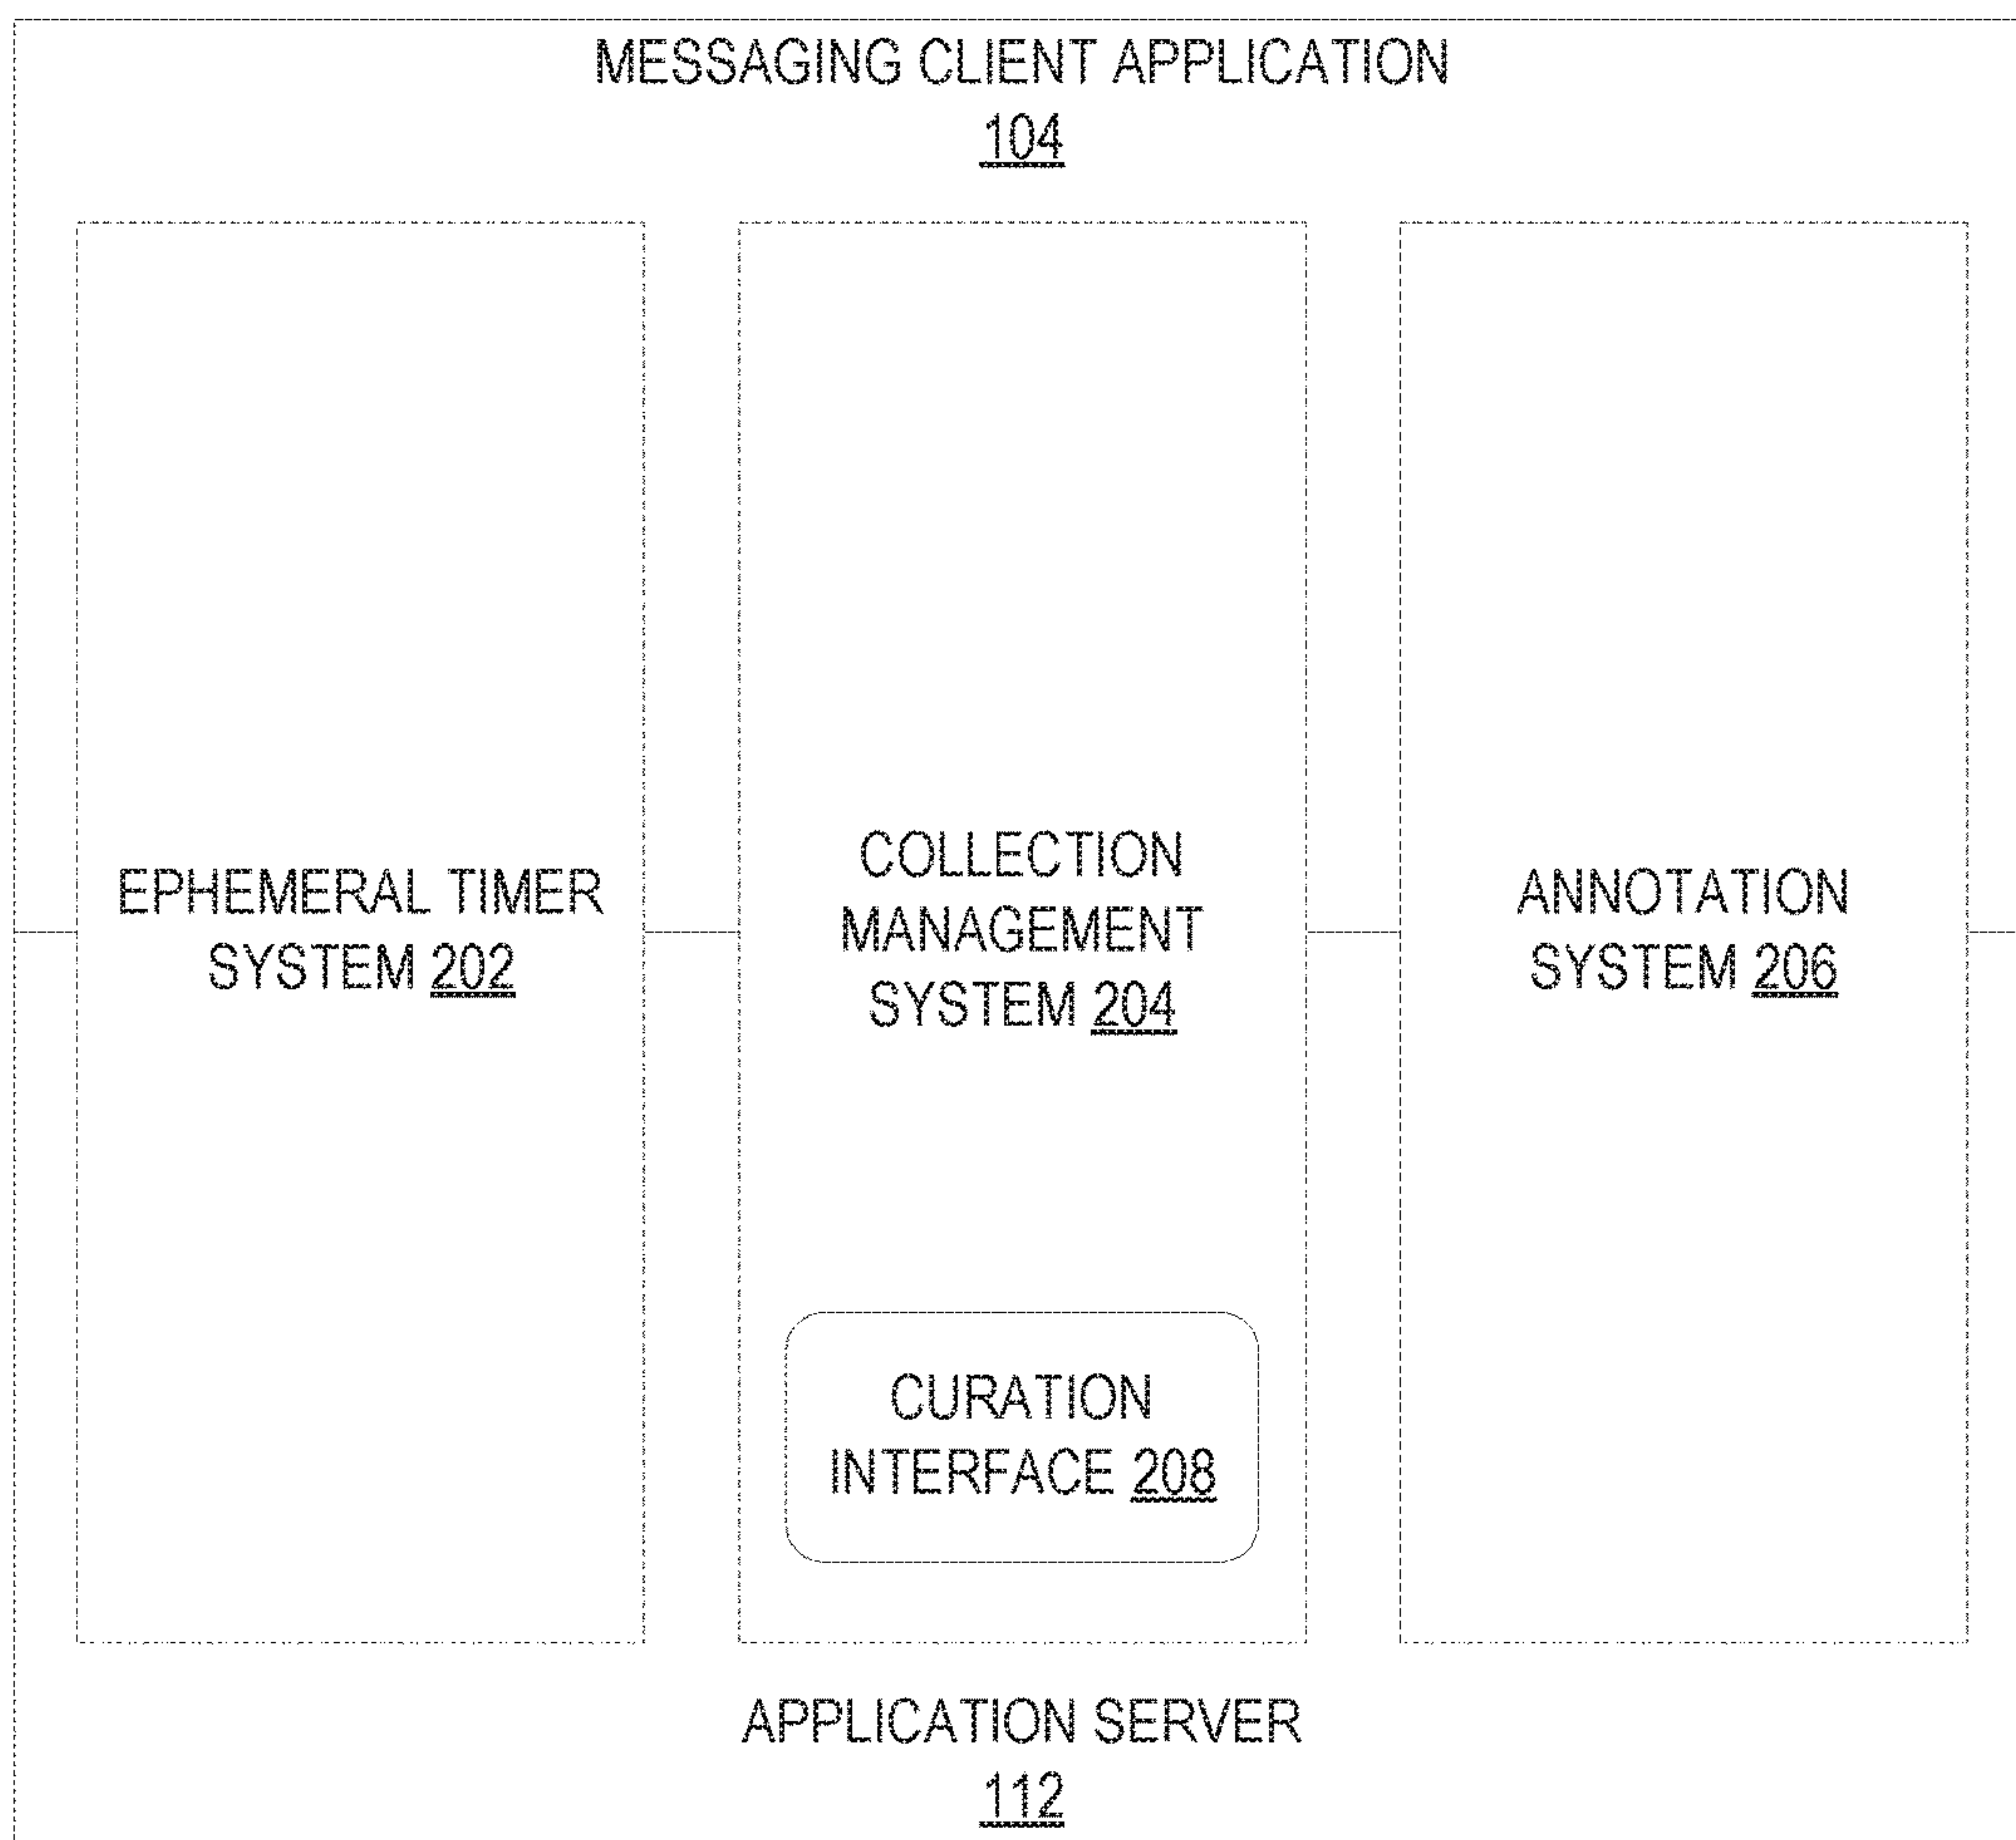 MESSAGING CLIENT APPLICATION
104
EPHEMERAL TIMER
SYSTEM 202
COLLECTION
MANAGEMENT
SYSTEM 204
ANNOTATION
SYSTEM 206
CURATION
INTERFACE 208
APPLICATION SERVER
112